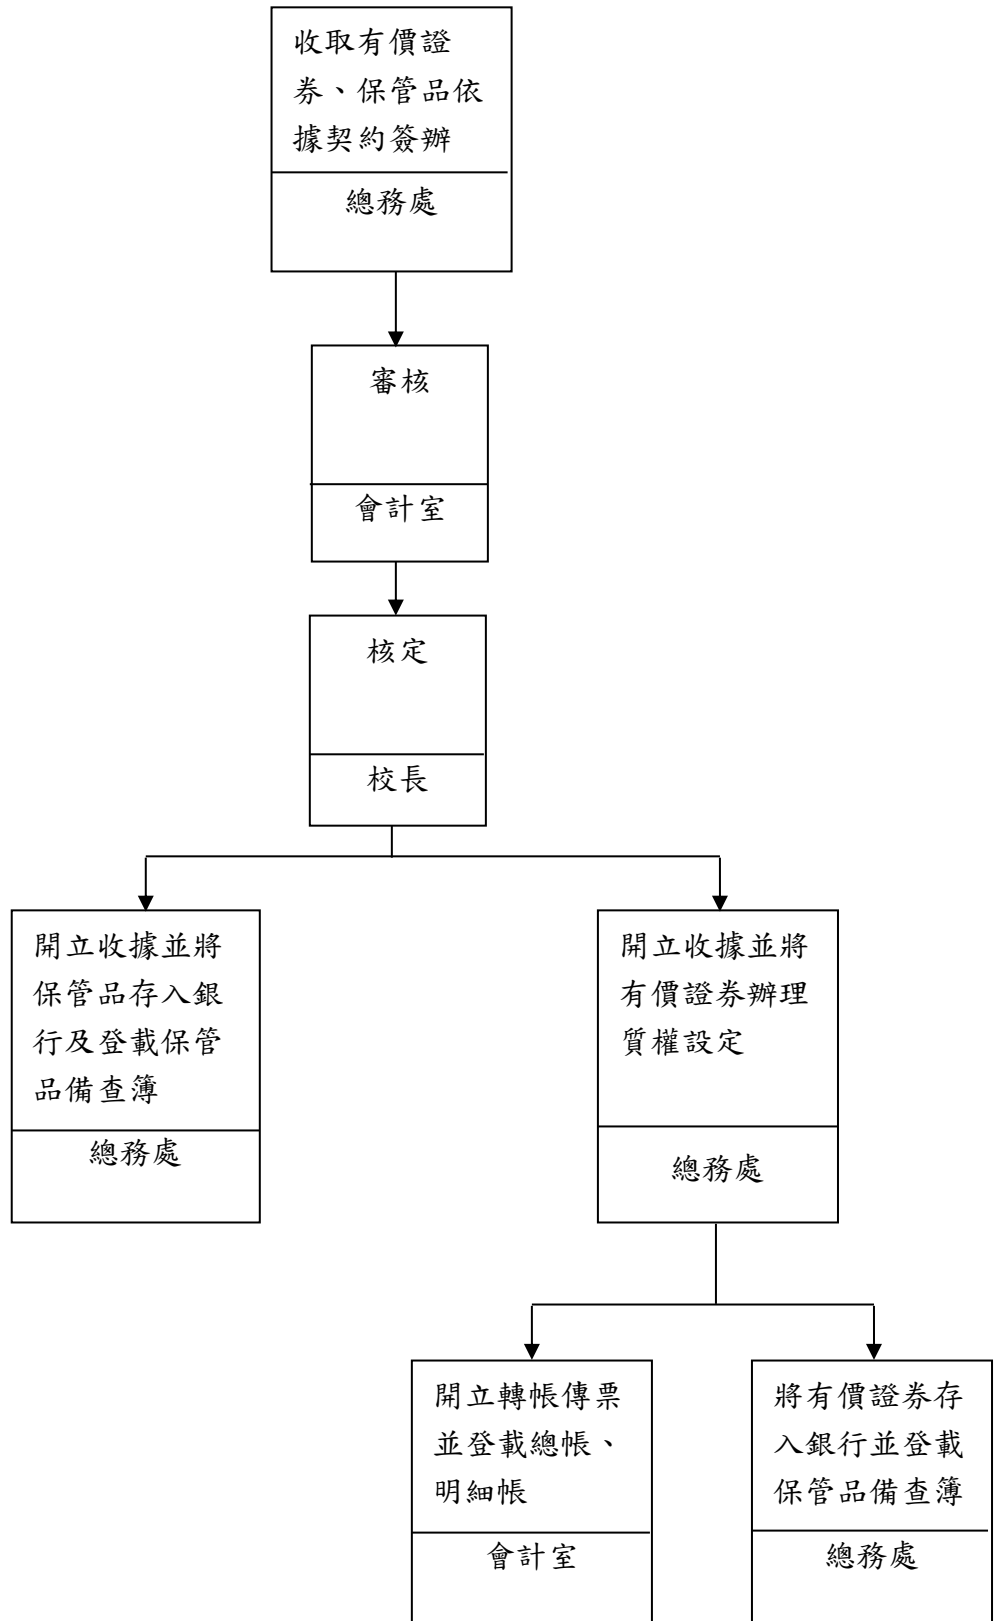 收取有價證
券、保管品依
據契約簽辦
總務處
審核
會計室
核定
校長
開立收據並將
保管品存入銀
行及登載保管
品備查簿
總務處
開立收據並將
有價證券辦理
質權設定
總務處
開立轉帳傳票
並登載總帳、
明細帳
會計室
將有價證券存
入銀行並登載
保管品備查簿
總務處